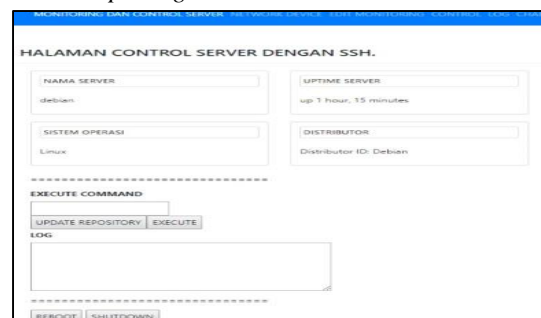 MONITORING DAN CONTROL SERVER NETWORK DEVICE EDIT MONITORING CONTROL LOG
HALAMAN CONTROL SERVER DENGAN SSH.
NAMA SERVER
debian
UPTIME SERVER
up 1 hour, 15 minutes
SISTEM OPERASI
Linux
DISTRIBUTOR
Distributor ID: Debian
EXECUTE COMMAND
UPDATE REPOSITORY EXECUTE
LOG
REBOOT SHUTDOWN